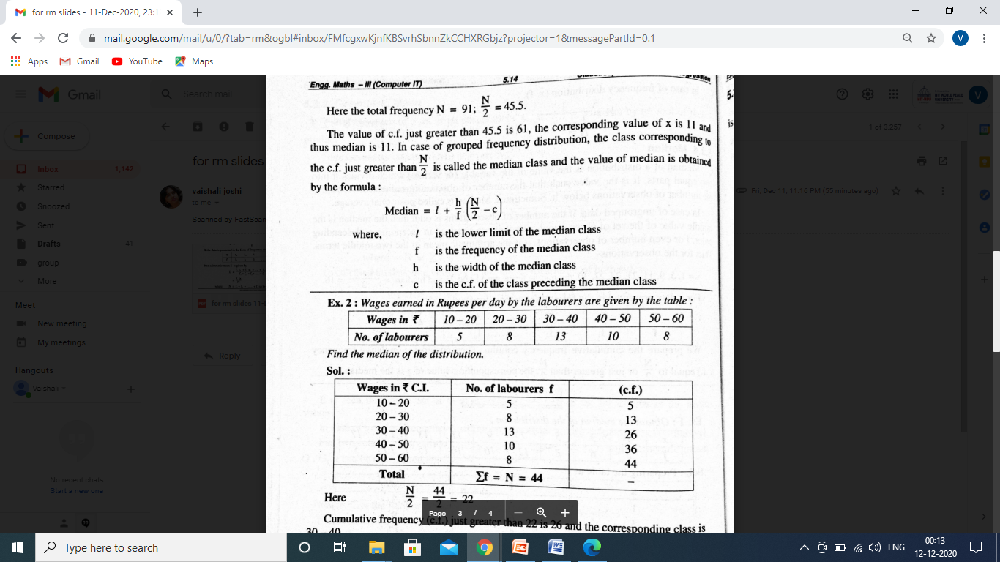 for rm slides - 11-Dec-2020, 23:1
mail.google.com/mail/u/0/?tab=rm&ogbl#inbox/FMfcgxwKjnfKBSvrhSbnnZkCCHXRGbjz?projector=1&messagePartId=0.1
V
Apps Gmail YouTube Maps
Gmail
Search mail
V
Compose
1 of 3,257
Inbox 1,142
Starred
Snoozed
Sent
Drafts 41
group
More
Meet
New meeting
My meetings
Hangouts
Vaishali
No recent chats
Start a new one
for rm slides
vaishali joshi
to me
Fri, Dec 11, 11:16 PM (55 minutes ago)
Scanned by FastScan
for rm slides 11-
Reply
Engg. Maths – III (Computer IT) 5.14
Here the total frequency N = 91; N/2 = 45.5.
The value of c.f. just greater than 45.5 is 61, the corresponding value of x is 11 and
thus median is 11. In case of grouped frequency distribution, the class corresponding to
the c.f. just greater than N/2 is called the median class and the value of median is obtained
by the formula :
Median = l + h/f (N/2 – c)
where, l is the lower limit of the median class
f is the frequency of the median class
h is the width of the median class
c is the c.f. of the class preceding the median class
Ex. 2 : Wages earned in Rupees per day by the labourers are given by the table :
Wages in ₹ 10 – 20 20 – 30 30 – 40 40 – 50 50 – 60
No. of labourers 5 8 13 10 8
Find the median of the distribution.
Sol. :
Wages in ₹ C.I. No. of labourers f (c.f.)
10 – 20 5 5
20 – 30 8 13
30 – 40 13 26
40 – 50 10 36
50 – 60 8 44
Total Σf = N = 44 –
Here N/2 = 44/2 = 22
Cumulative frequency (c.f.) just greater than 22 is 26 and the corresponding class is
30 40
Page 3 / 4
Type here to search
ENG
00:13
12-12-2020